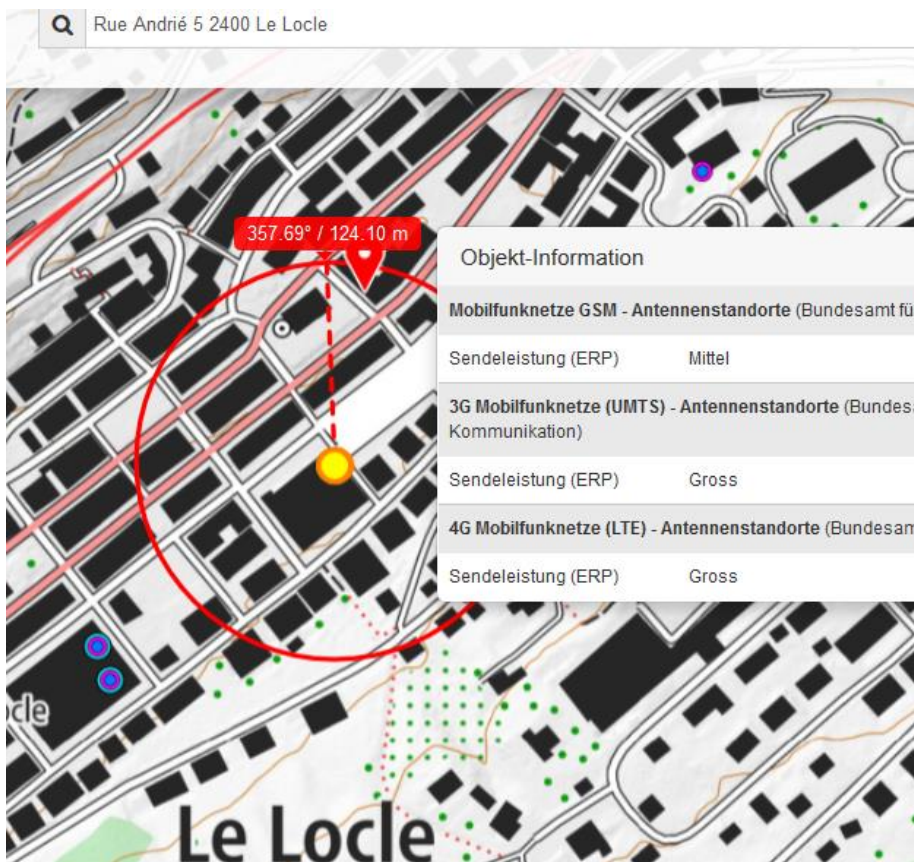 Rue Andrié 5 2400 Le Locle
357.69° / 124.10 m
Objekt-Information
Mobilfunknetze GSM - Antennenstandorte (Bundesamt fü
Sendeleistung (ERP) Mittel
3G Mobilfunknetze (UMTS) - Antennenstandorte (Bundes
Kommunikation)
Sendeleistung (ERP) Gross
4G Mobilfunknetze (LTE) - Antennenstandorte (Bundesam
Sendeleistung (ERP) Gross
cle
Le Locle